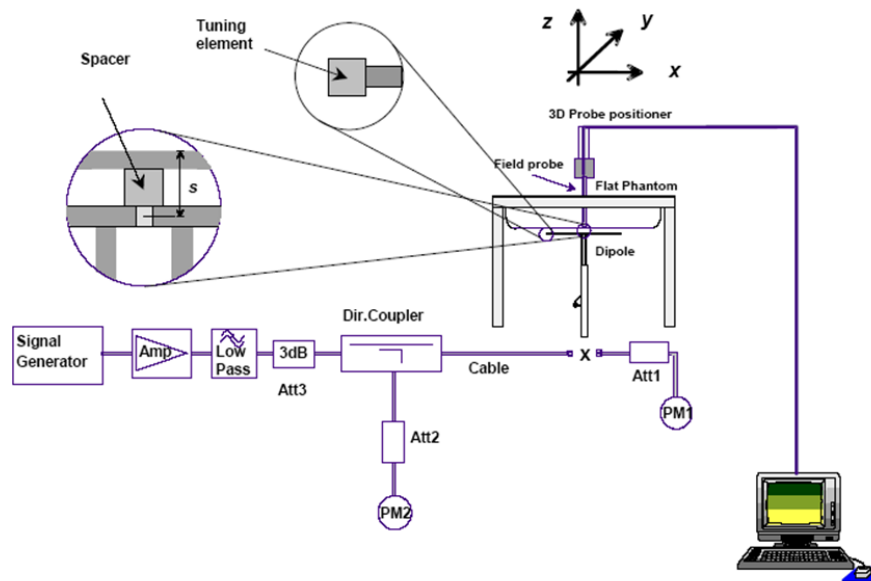 Tuning
element
Spacer
s
z
y
x
3D Probe positioner
Field probe
Flat Phantom
Dipole
Signal
Generator
Amp
Low
Pass
3dB
Att3
Dir.Coupler
Cable
x
Att1
PM1
Att2
PM2